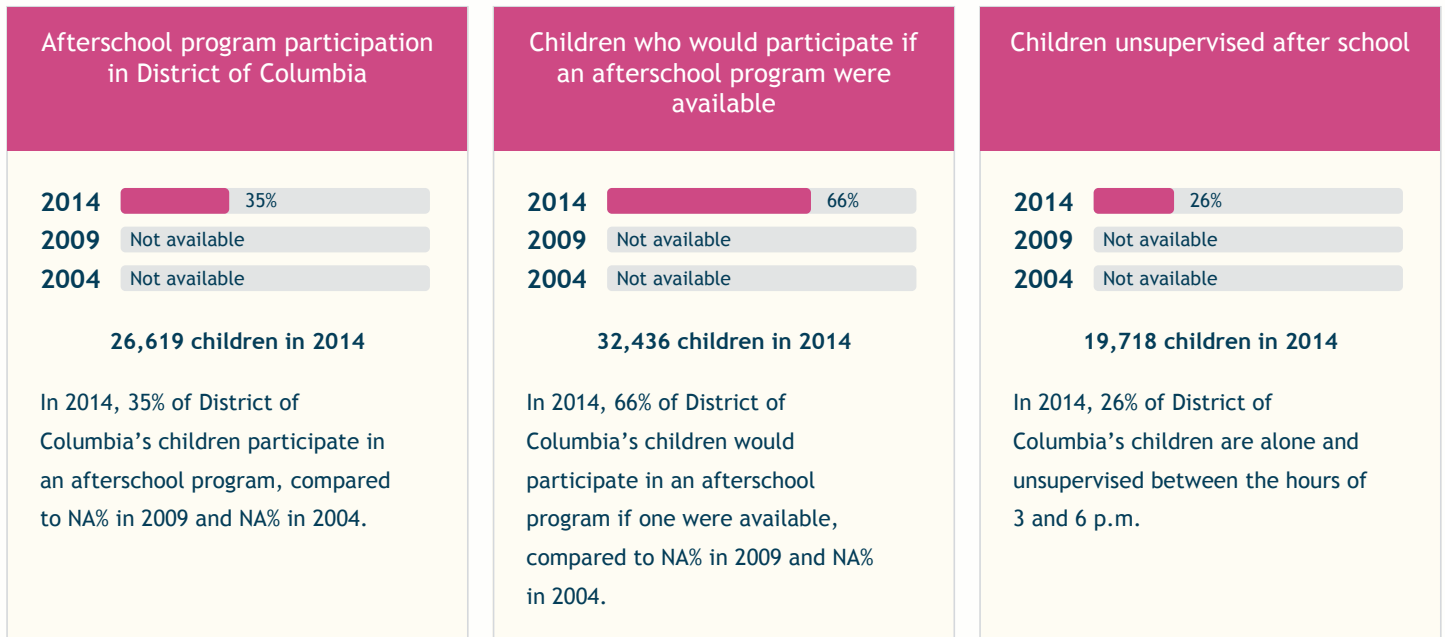 Afterschool program participation
in District of Columbia
2014 35%
2009 Not available
2004 Not available
26,619 children in 2014
In 2014, 35% of District of
Columbia’s children participate in
an afterschool program, compared
to NA% in 2009 and NA% in 2004.
Children who would participate if
an afterschool program were
available
2014 66%
2009 Not available
2004 Not available
32,436 children in 2014
In 2014, 66% of District of
Columbia’s children would
participate in an afterschool
program if one were available,
compared to NA% in 2009 and NA%
in 2004.
Children unsupervised after school
2014 26%
2009 Not available
2004 Not available
19,718 children in 2014
In 2014, 26% of District of
Columbia’s children are alone and
unsupervised between the hours of
3 and 6 p.m.